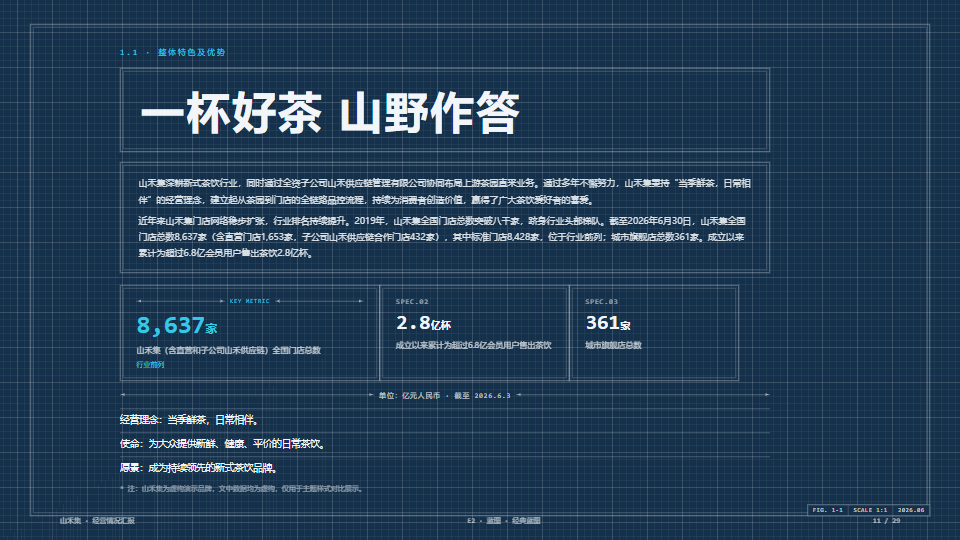 1.1 · 整体特色及优势
一杯好茶 山野作答
山禾集深耕新式茶饮行业，同时通过全资子公司山禾供应链管理有限公司协同布局上游茶园直采业务。通过多年不懈努力，山禾集秉持“当季鲜茶，日常相
伴”的经营理念，建立起从茶园到门店的全链路品控流程，持续为消费者创造价值，赢得了广大茶饮爱好者的喜爱。
近年来山禾集门店网络稳步扩张，行业排名持续提升。2019年，山禾集全国门店总数突破八千家，跻身行业头部梯队。截至2026年6月30日，山禾集全国
门店总数8,637家（含直营门店1,653家，子公司山禾供应链合作门店432家），其中标准门店8,428家，位于行业前列；城市旗舰店总数361家。成立以来
累计为超过6.8亿会员用户售出茶饮2.8亿杯。
KEY METRIC
8,637家
山禾集（含直营和子公司山禾供应链）全国门店总数
行业前列
SPEC.02
2.8亿杯
成立以来累计为超过6.8亿会员用户售出茶饮
SPEC.03
361家
城市旗舰店总数
单位：亿元人民币 · 截至 2026.6.3
经营理念：当季鲜茶，日常相伴。
使命：为大众提供新鲜、健康、平价的日常茶饮。
愿景：成为持续领先的新式茶饮品牌。
* 注：山禾集为虚构演示品牌，文中数据均为虚构，仅用于主题样式对比展示。
FIG. 1-1 SCALE 1:1 2026.06
山禾集 · 经营情况汇报
E2 · 蓝图 · 经典蓝图
11 / 29